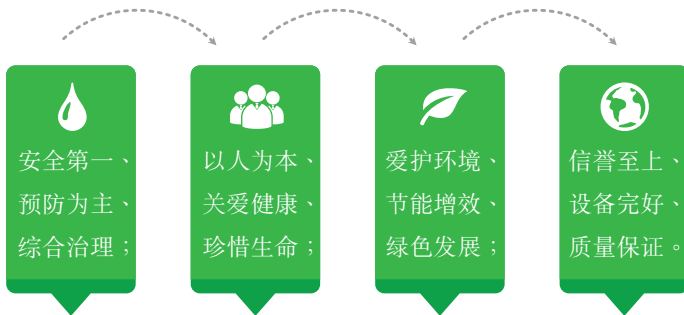 安全第一、
预防为主、
综合治理；
以人为本、
关爱健康、
珍惜生命；
爱护环境、
节能增效、
绿色发展；
信誉至上、
设备完好、
质量保证。